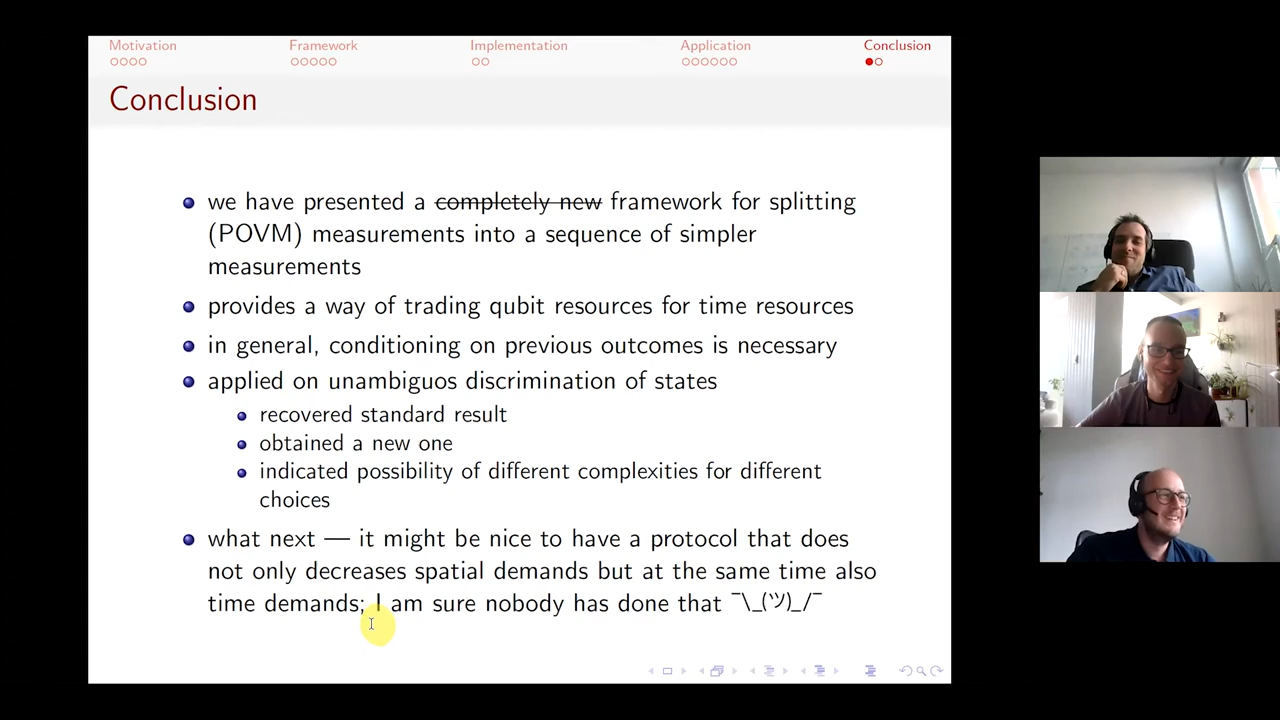 Motivation Framework Implementation Application Conclusion
Conclusion
we have presented a completely new framework for splitting
(POVM) measurements into a sequence of simpler
measurements
provides a way of trading qubit resources for time resources
in general, conditioning on previous outcomes is necessary
applied on unambiguos discrimination of states
recovered standard result
obtained a new one
indicated possibility of different complexities for different
choices
what next — it might be nice to have a protocol that does
not only decreases spatial demands but at the same time also
time demands; I am sure nobody has done that ¯\_(ツ)_/¯